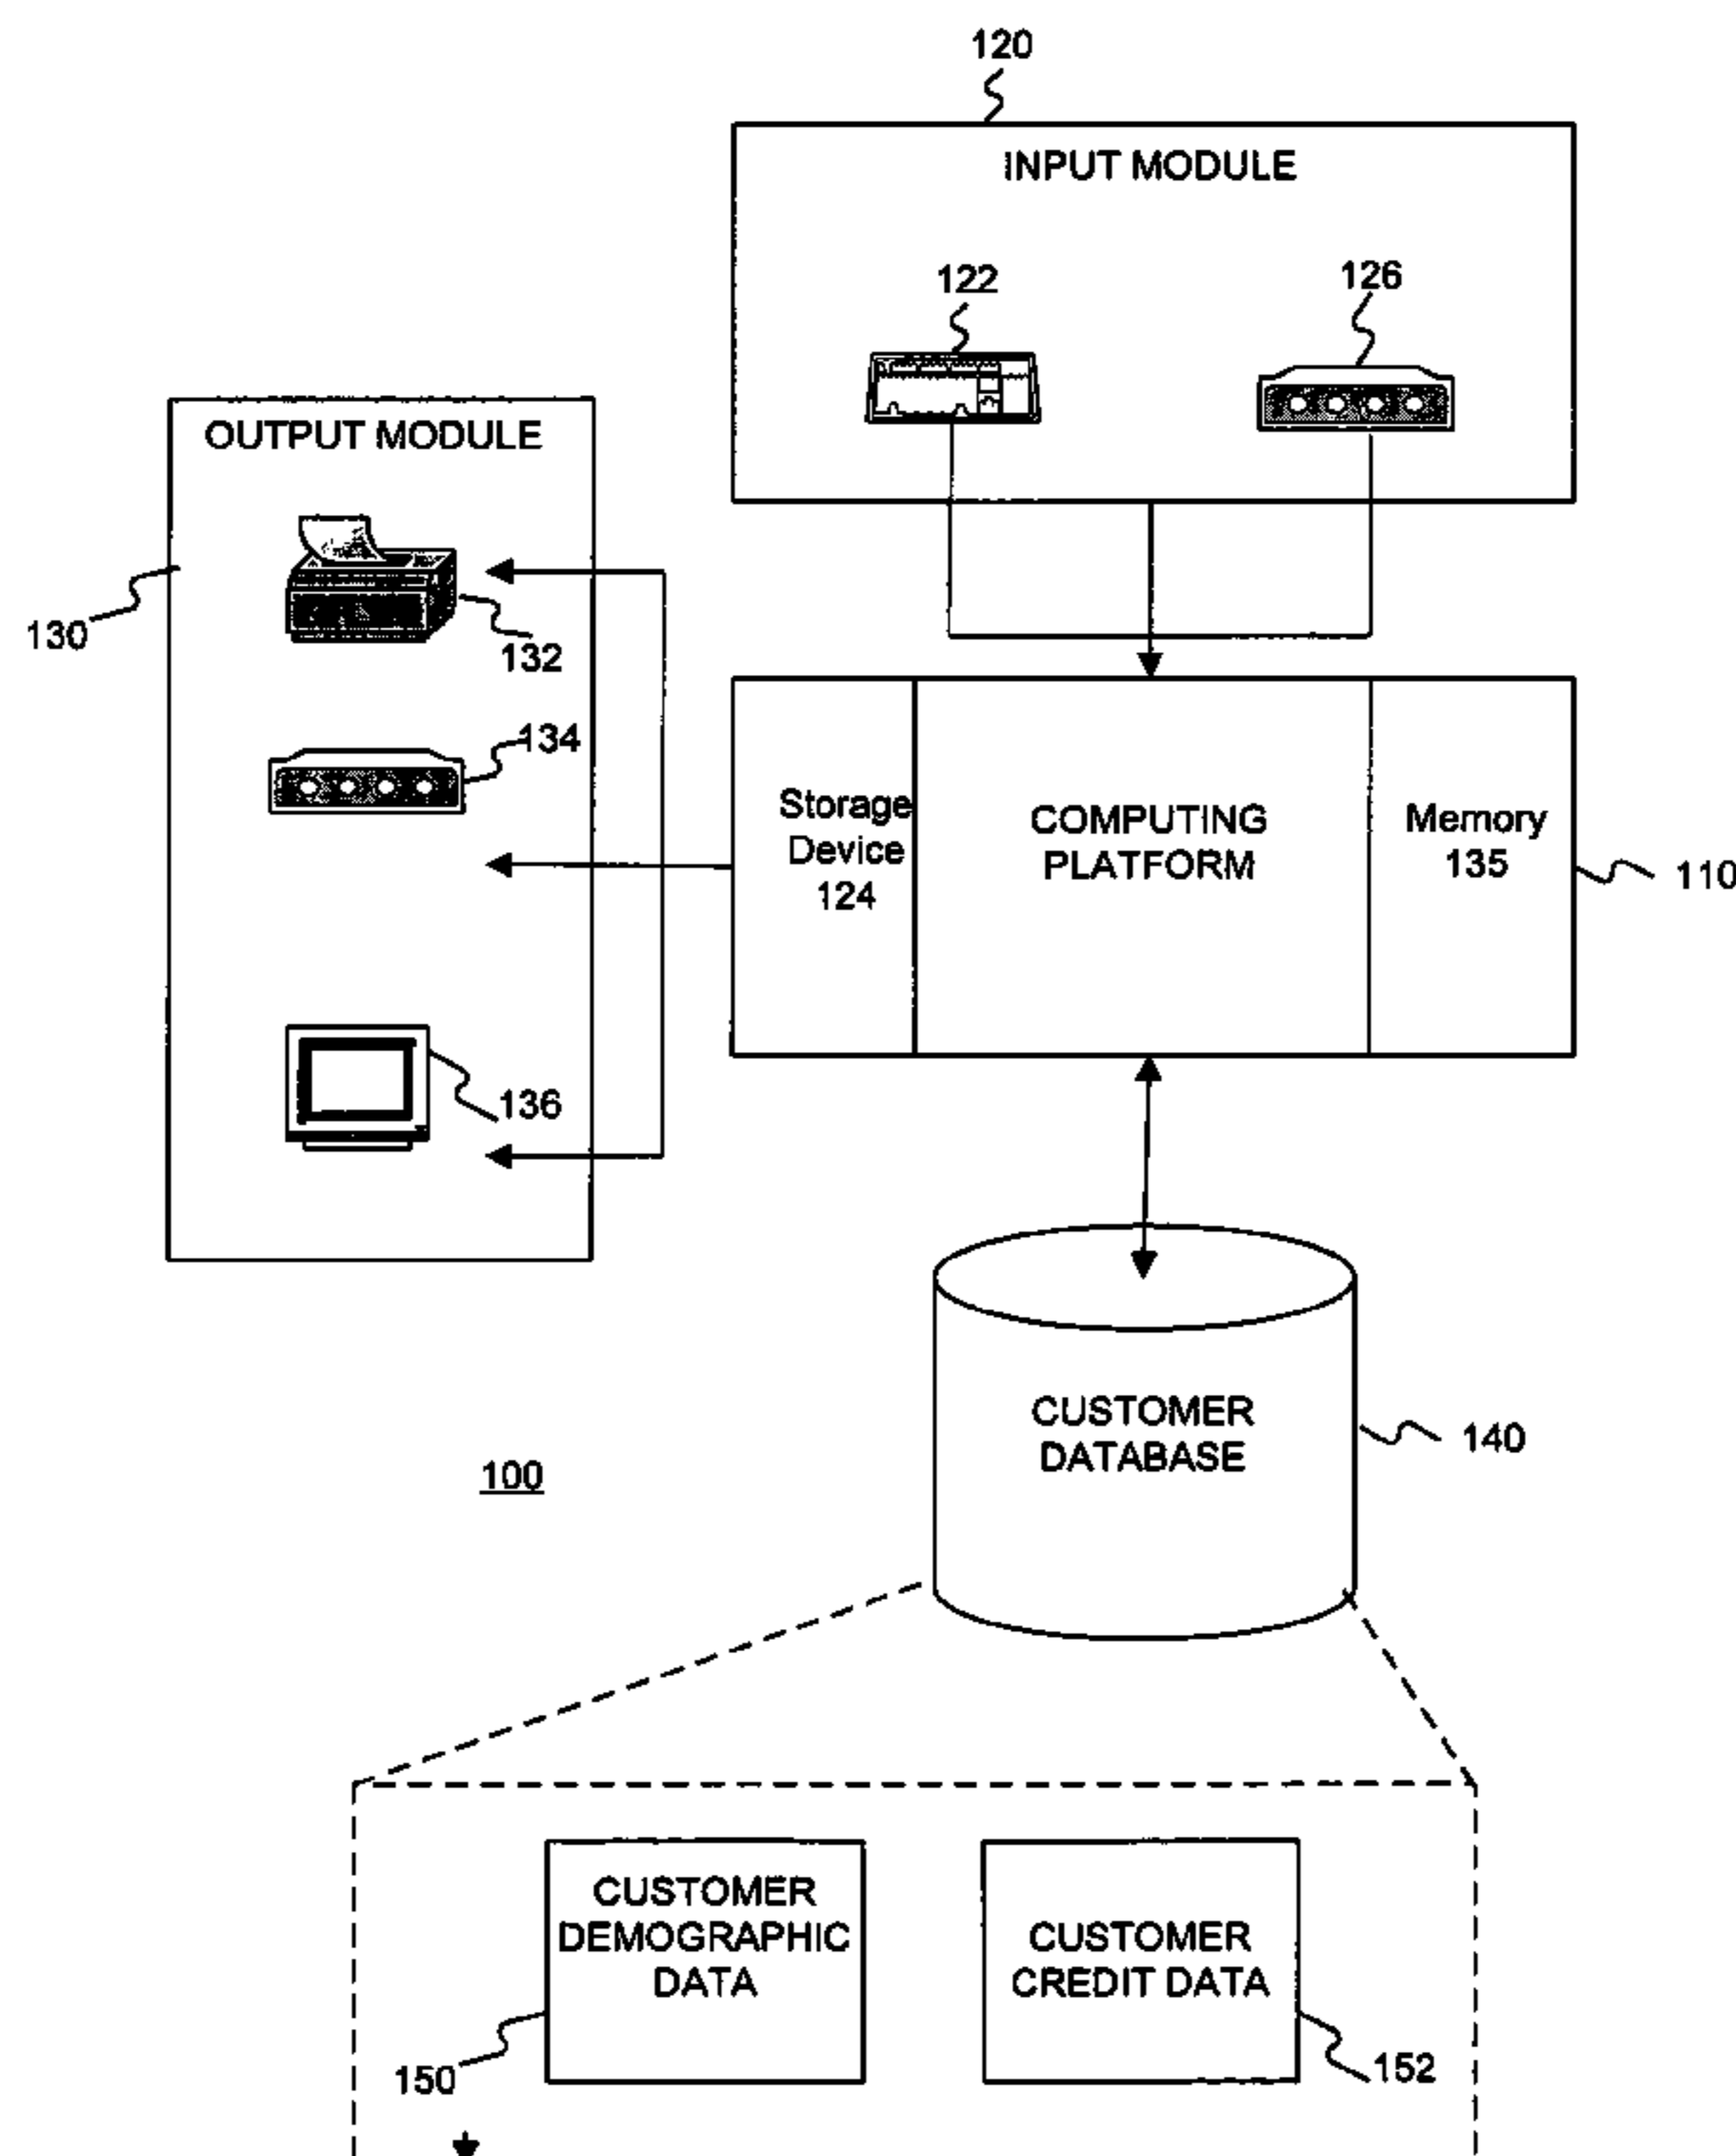 120
INPUT MODULE
122
126
OUTPUT MODULE
130
132
134
Storage
Device
124
COMPUTING
PLATFORM
Memory
135
110
136
CUSTOMER
DATABASE
140
100
CUSTOMER
DEMOGRAPHIC
DATA
CUSTOMER
CREDIT DATA
150
152